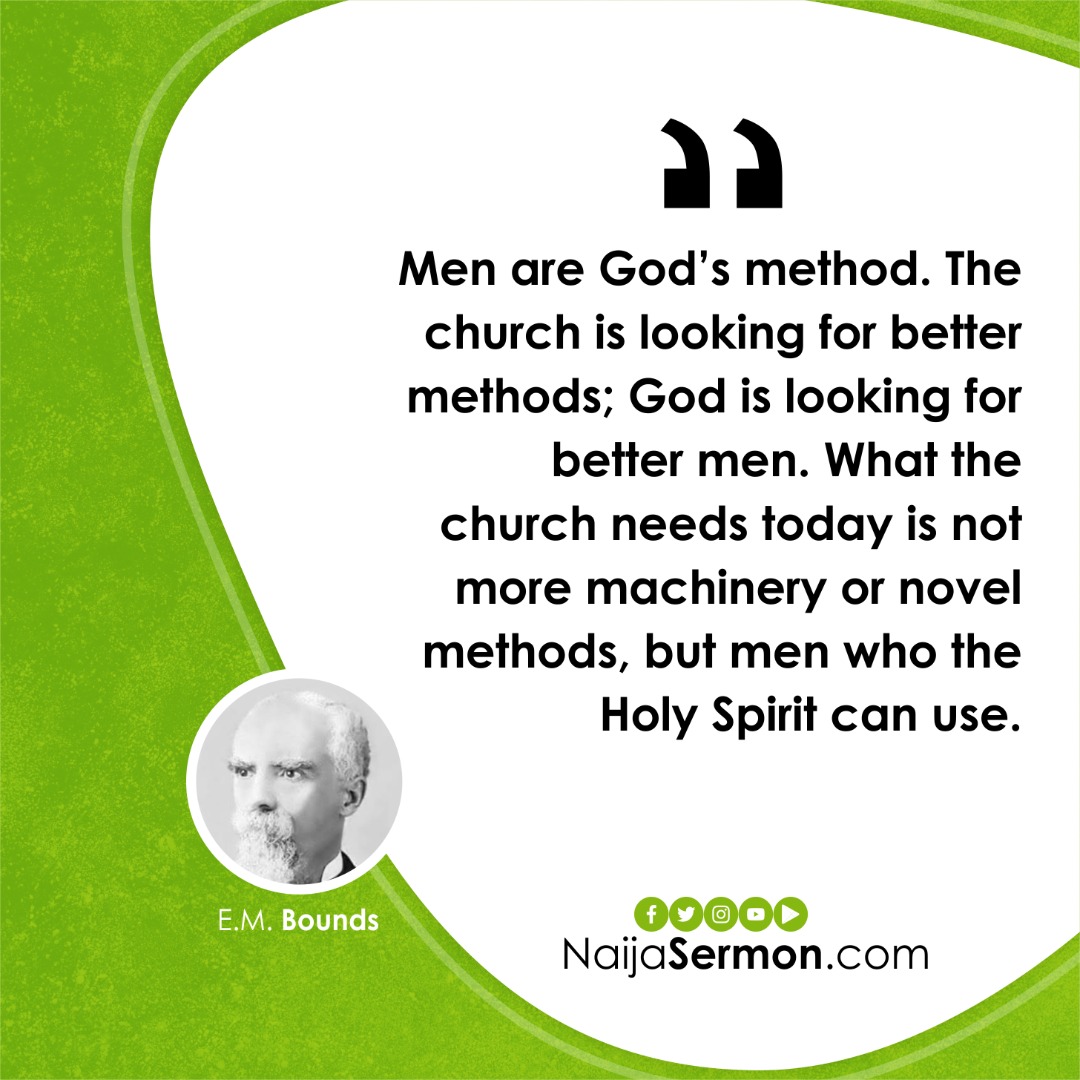 Men are God’s method. The
church is looking for better
methods; God is looking for
better men. What the
church needs today is not
more machinery or novel
methods, but men who the
Holy Spirit can use.
E.M. Bounds
NaijaSermon.com